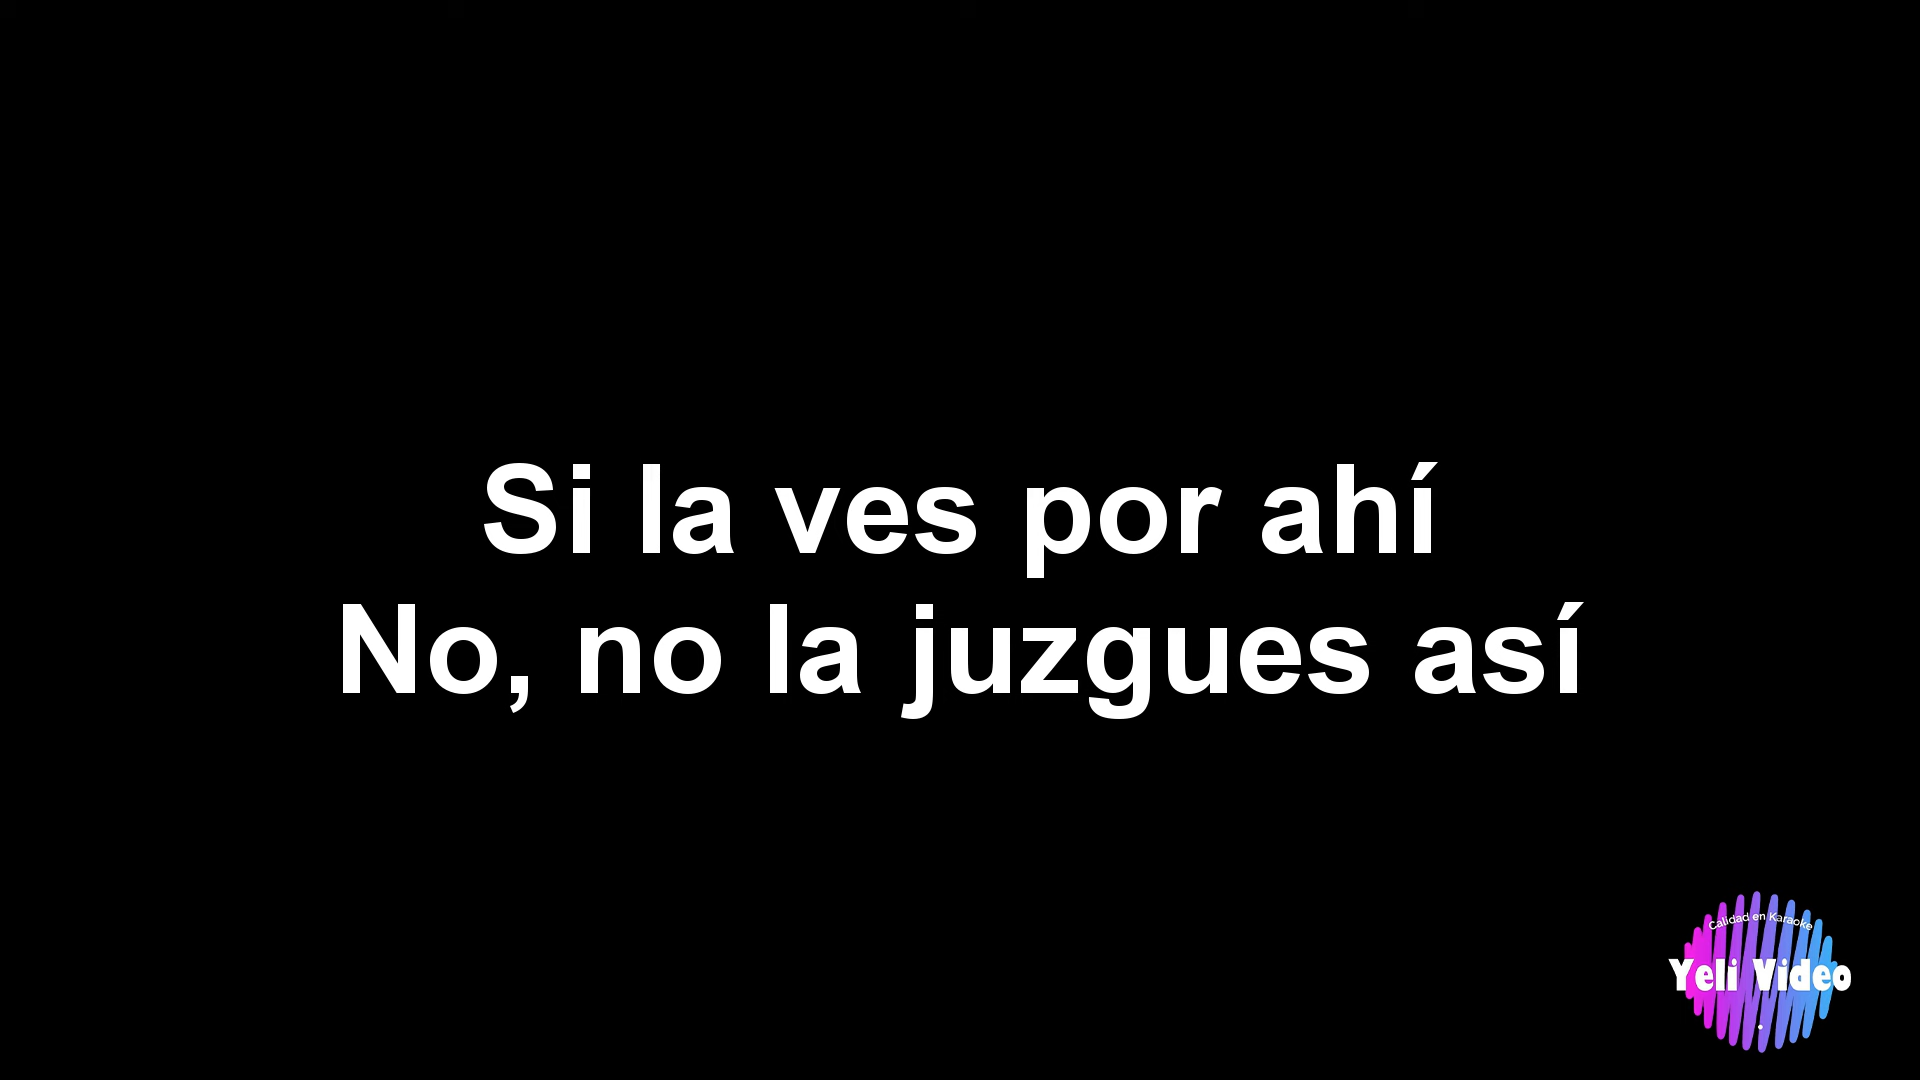 Si la ves por ahí
No, no la juzgues así
Calidad en Karaoke
Yeli Video